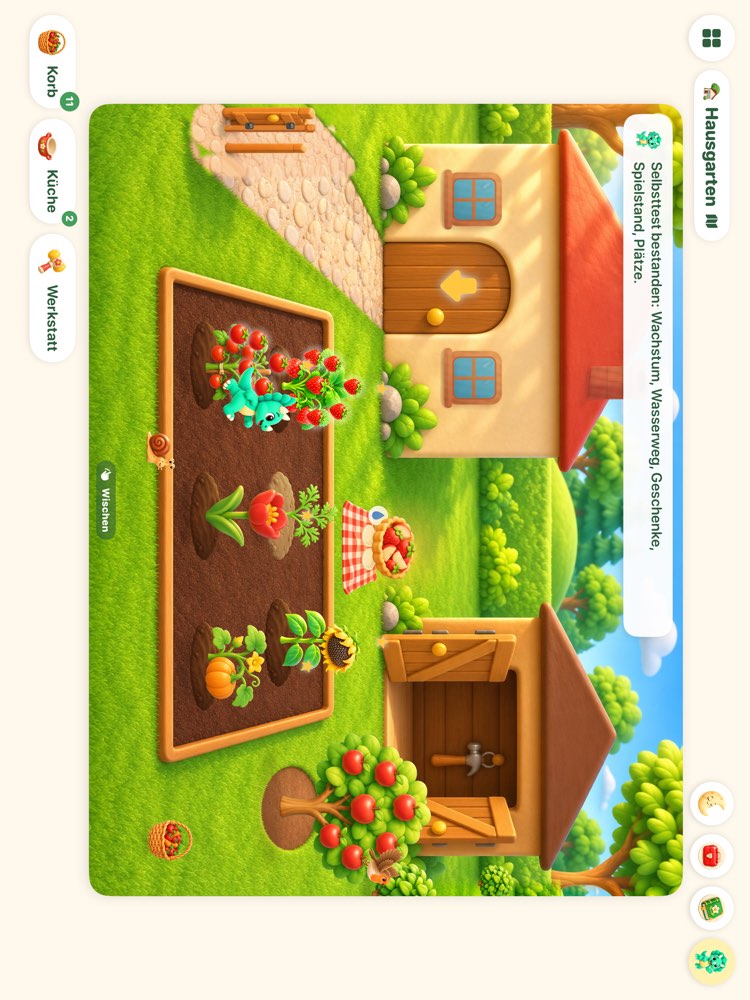 Hausgarten
Selbsttest bestanden: Wachstum, Wasserweg, Geschenke,
Spielstand, Plätze.
Wischen
Korb
11
Küche
2
Werkstatt